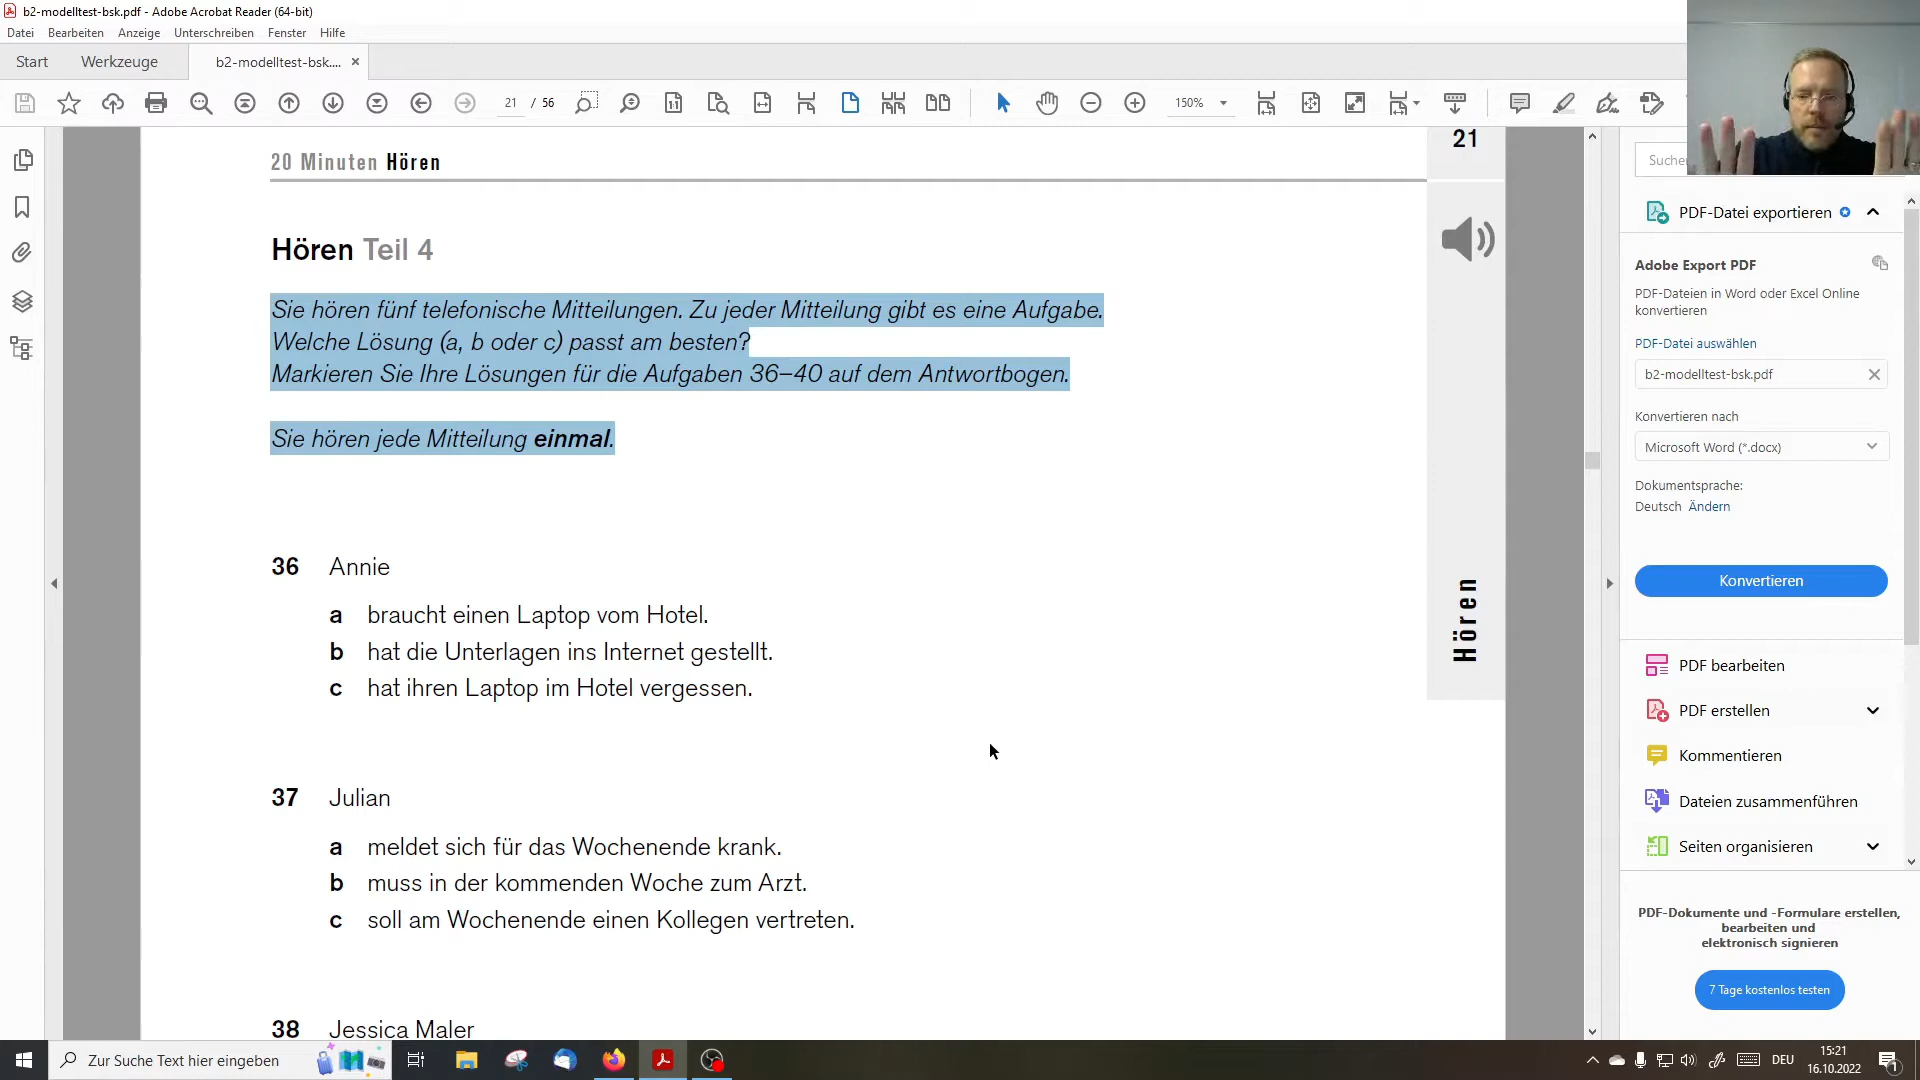 b2-modelltest-bsk.pdf - Adobe Acrobat Reader (64-bit)
Datei Bearbeiten Anzeige Unterschreiben Fenster Hilfe
Start Werkzeuge b2-modelltest-bsk.... ×
21 / 56 150%
Suche
20 Minuten Hören
21
Hören Teil 4
Sie hören fünf telefonische Mitteilungen. Zu jeder Mitteilung gibt es eine Aufgabe.
Welche Lösung (a, b oder c) passt am besten?
Markieren Sie Ihre Lösungen für die Aufgaben 36–40 auf dem Antwortbogen.
Sie hören jede Mitteilung einmal.
36 Annie
a braucht einen Laptop vom Hotel.
b hat die Unterlagen ins Internet gestellt.
c hat ihren Laptop im Hotel vergessen.
37 Julian
a meldet sich für das Wochenende krank.
b muss in der kommenden Woche zum Arzt.
c soll am Wochenende einen Kollegen vertreten.
38 Jessica Maler
Hören
PDF-Datei exportieren
Adobe Export PDF
PDF-Dateien in Word oder Excel Online
konvertieren
PDF-Datei auswählen
b2-modelltest-bsk.pdf
Konvertieren nach
Microsoft Word (*.docx)
Dokumentsprache:
Deutsch Ändern
Konvertieren
PDF bearbeiten
PDF erstellen
Kommentieren
Dateien zusammenführen
Seiten organisieren
PDF-Dokumente und -Formulare erstellen,
bearbeiten und
elektronisch signieren
7 Tage kostenlos testen
Zur Suche Text hier eingeben
DEU
15:21
16.10.2022
1